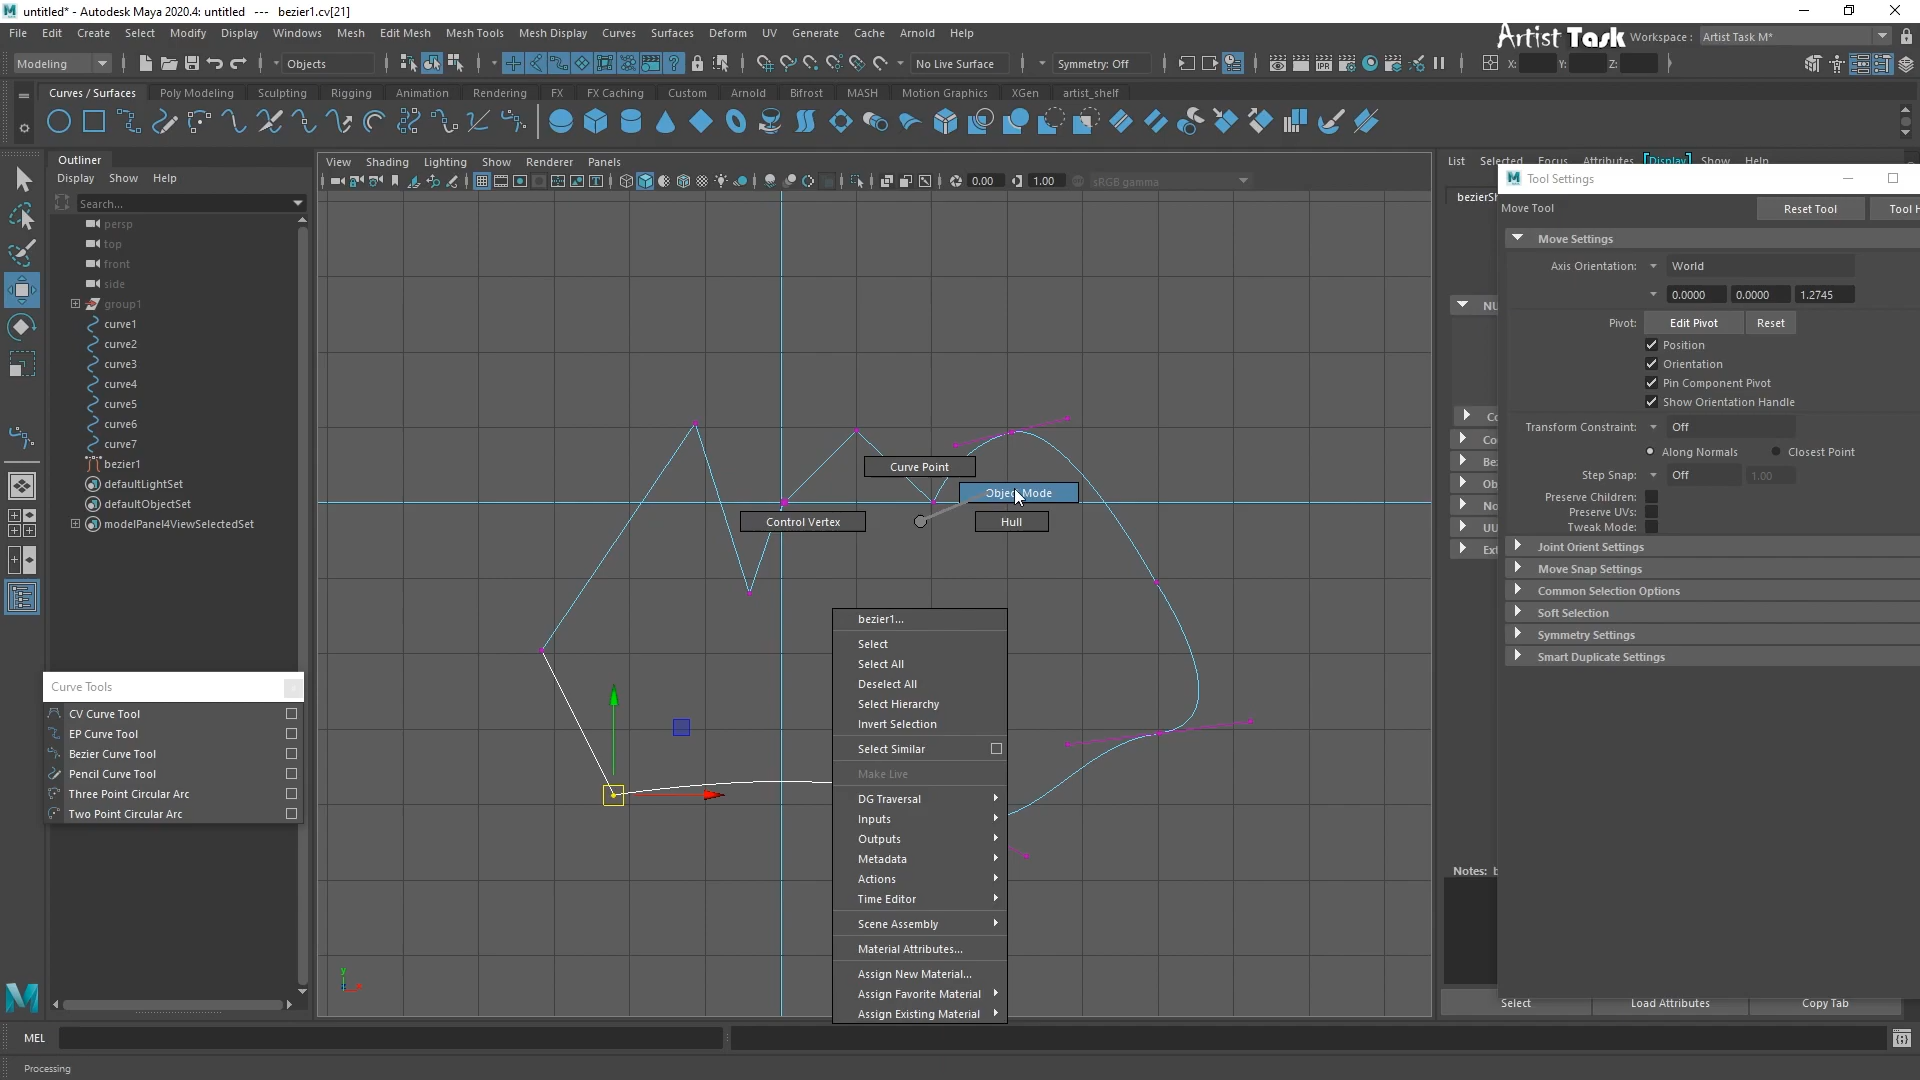 untitled* - Autodesk Maya 2020.4: untitled --- bezier1.cv[21]
File Edit Create Select Modify Display Windows Mesh Edit Mesh Mesh Tools Mesh Display Curves Surfaces Deform UV Generate Cache Arnold Help
Artist Task
Workspace : Artist Task M*
Modeling
Objects
No Live Surface
Symmetry: Off
X: Y: Z:
Curves / Surfaces Poly Modeling Sculpting Rigging Animation Rendering FX FX Caching Custom Arnold Bifrost MASH Motion Graphics XGen artist_shelf
Outliner
Display Show Help
Search...
persp
top
front
side
group1
curve1
curve2
curve3
curve4
curve5
curve6
curve7
bezier1
defaultLightSet
defaultObjectSet
modelPanel4ViewSelectedSet
Curve Tools
CV Curve Tool
EP Curve Tool
Bezier Curve Tool
Pencil Curve Tool
Three Point Circular Arc
Two Point Circular Arc
View Shading Lighting Show Renderer Panels
0.00 1.00 sRGB gamma
Curve Point
Object Mode
Control Vertex
Hull
bezier1...
Select
Select All
Deselect All
Select Hierarchy
Invert Selection
Select Similar
Make Live
DG Traversal
Inputs
Outputs
Metadata
Actions
Time Editor
Scene Assembly
Material Attributes...
Assign New Material...
Assign Favorite Material
Assign Existing Material
y
List Selected Focus Attributes Display Show Help
bezierSh
Tool Settings
Move Tool
Reset Tool
Tool H
Move Settings
Axis Orientation: World
0.0000 0.0000 1.2745
Pivot: Edit Pivot Reset
Position
Orientation
Pin Component Pivot
Show Orientation Handle
Transform Constraint: Off
Along Normals Closest Point
Step Snap: Off 1.00
Preserve Children:
Preserve UVs:
Tweak Mode:
Joint Orient Settings
Move Snap Settings
Common Selection Options
Soft Selection
Symmetry Settings
Smart Duplicate Settings
NU
Co
Co
Be
Ob
No
UU
Ext
Notes: b
Select
Load Attributes
Copy Tab
MEL
Processing